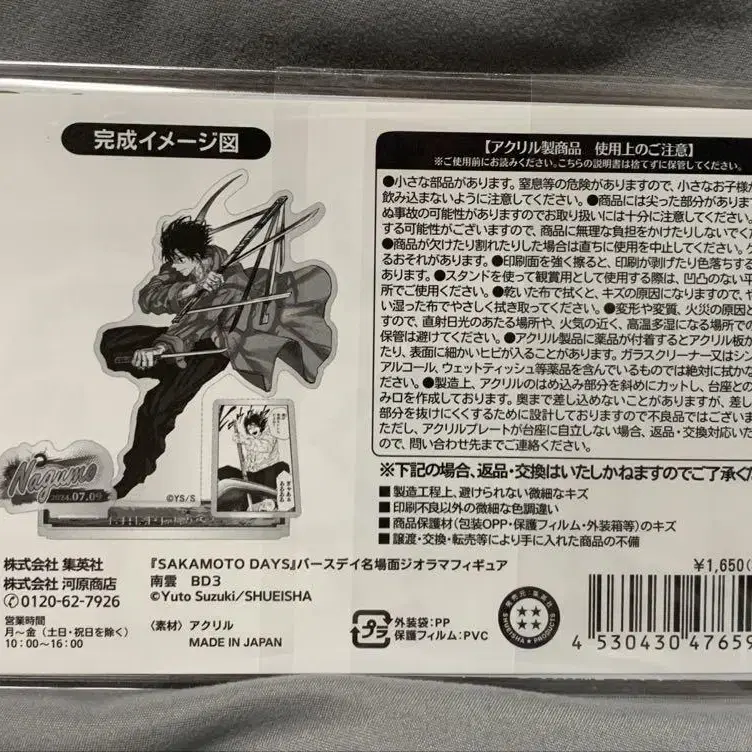 完成イメージ図
Nagumo
2024.07.09
©YS/S
【アクリル製商品 使用上のご注意】
※ご使用前にお読みください。こちらの説明書は捨てずに保管してください。
●小さな部品があります。窒息等の危険がありますので、小さなお子様が
飲み込まないように注意してください。●商品には尖った部分がありま
ぬ事故の可能性がありますのでお取り扱いには十分に注意してください。
する可能性がございますので、商品に無理な負担をかけたりしないでくだ
●商品が欠けたり割れたりした場合は直ちに使用を中止してください。ケ
るおそれがあります。●印刷面を強く擦ると、印刷が剥げたり色落ちする
あります。●スタンドを使って観賞用として使用する際は、凹凸のない平
所でご使用ください。●乾いた布で拭くと、キズの原因になりますので、や
い湿った布でやさしく拭き取ってください。●変形や変質、火災の原因と
すので、直射日光のあたる場所や、火気の近く、高温多湿になる場所での
保管は避けてください。●アクリル製品に薬品が付着するとアクリル板が
たり、表面に細かいヒビが入ることがあります。ガラスクリーナー又はシン
アルコール、ウェットティッシュ等薬品を含んでいるものでは絶対に拭かな
ださい。●製造上、アクリルのはめ込み部分を斜めにカットし、台座との
み口を作成しております。奥まで差し込めないことがありますが、差し
部分を抜けにくくするために設計しておりますので不良品ではございま
ただし、アクリルプレートが台座に自立しない場合、返品・交換対応いた
ので、問い合わせ先までご連絡ください。
※下記の場合、返品・交換はいたしかねますのでご了承くだ
■製造工程上、避けられない微細なキズ
■印刷不良以外の微細な色調違い
■商品保護材(包装OPP・保護フィルム・外装箱等)のキズ
■譲渡・交換・転売等により手に入れた商品の不備
株式会社 集英社
株式会社 河原商店
0120-62-7926
営業時間
月〜金(土日・祝日を除く)
10:00〜16:00
『SAKAMOTO DAYS』バースデイ名場面ジオラマフィギュア
南雲 BD3
©Yuto Suzuki/SHUEISHA
〈素材〉アクリル
MADE IN JAPAN
プラ
外装袋:PP
保護フィルム:PVC
発売元:集英社
SHUEISHA PRODUCTS
¥1,650(
4 530430 47659